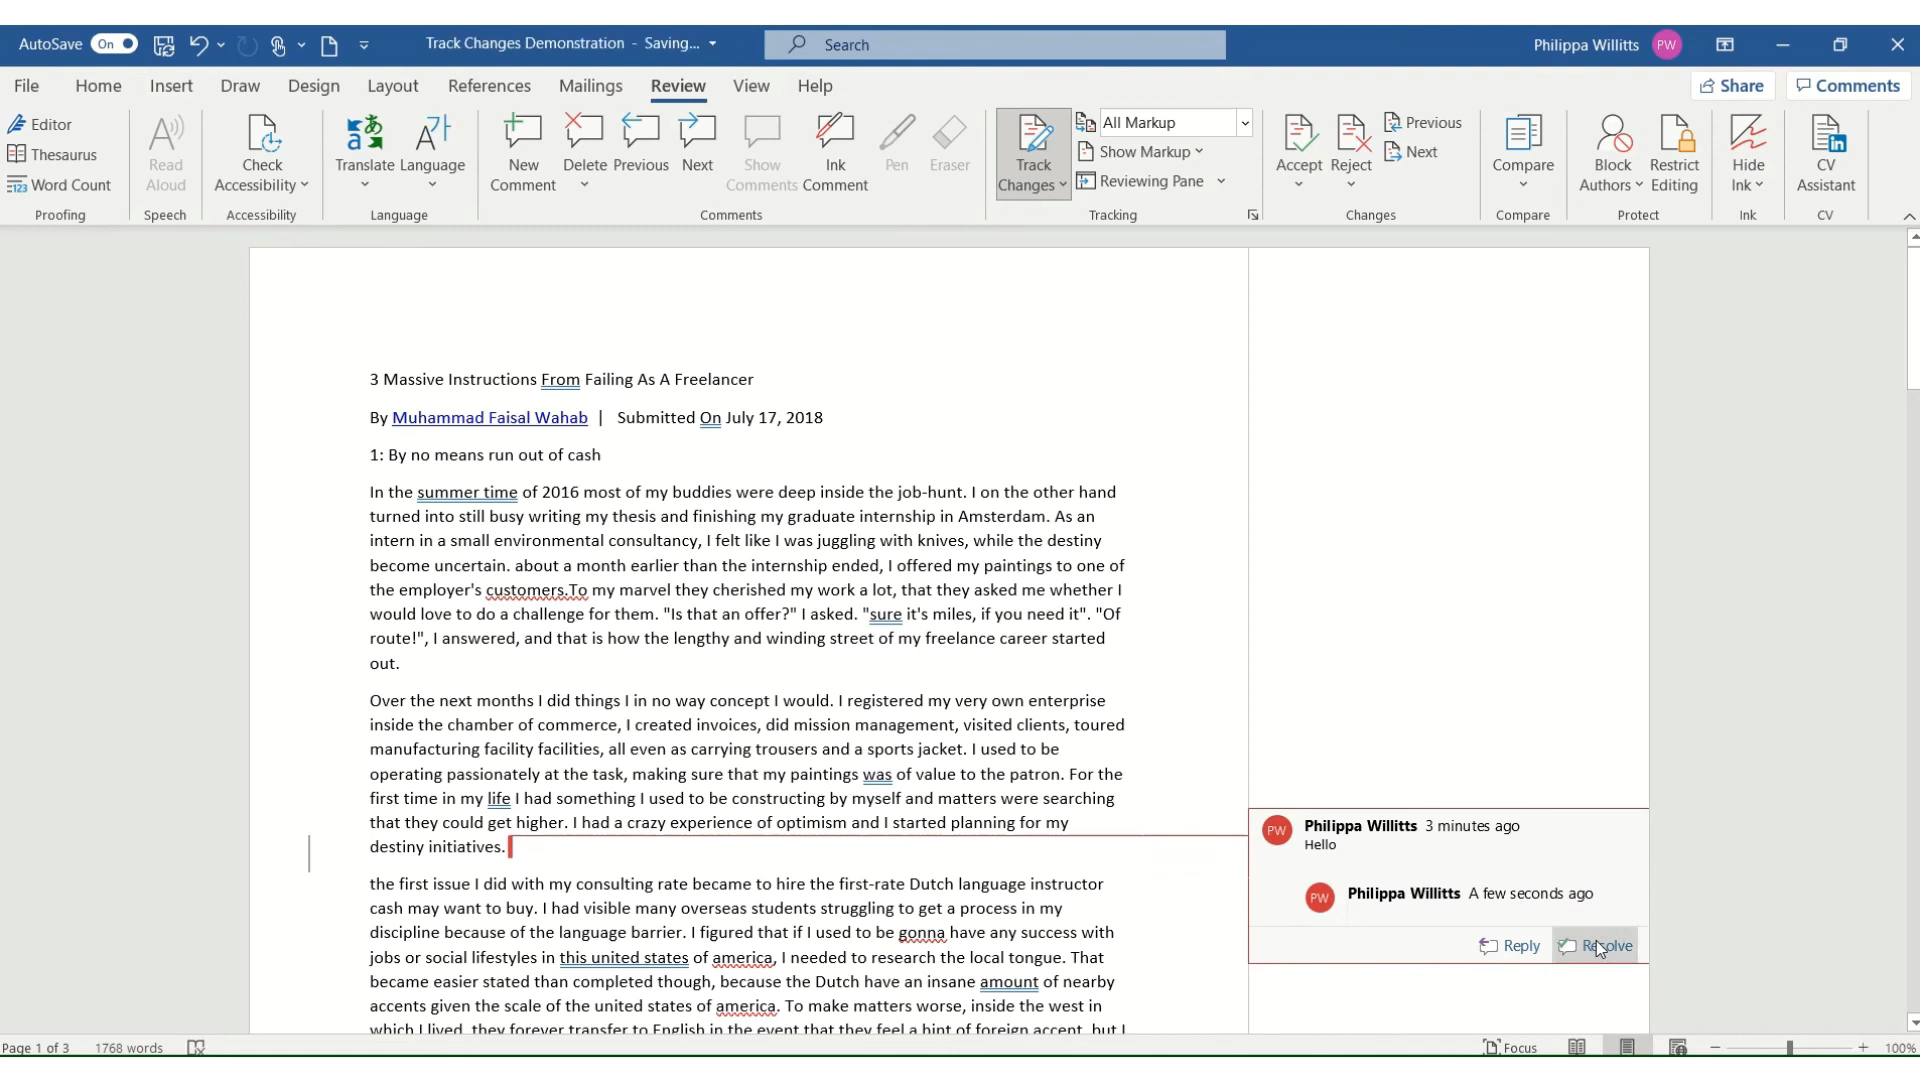 AutoSave On Track Changes Demonstration - Saving... Search Philippa Willitts PW
File Home Insert Draw Design Layout References Mailings Review View Help Share Comments
Editor
Thesaurus
123 Word Count
Proofing
Read Aloud
Speech
Check Accessibility
Accessibility
Translate Language
Language
New Comment Delete Previous Next Show Comments Ink Comment Pen Eraser
Comments
Track Changes
All Markup
Show Markup
Reviewing Pane
Tracking
Accept Reject
Previous
Next
Changes
Compare
Compare
Block Authors Restrict Editing
Protect
Hide Ink
Ink
CV Assistant
CV
3 Massive Instructions From Failing As A Freelancer
By Muhammad Faisal Wahab | Submitted On July 17, 2018
1: By no means run out of cash
In the summer time of 2016 most of my buddies were deep inside the job-hunt. I on the other hand
turned into still busy writing my thesis and finishing my graduate internship in Amsterdam. As an
intern in a small environmental consultancy, I felt like I was juggling with knives, while the destiny
become uncertain. about a month earlier than the internship ended, I offered my paintings to one of
the employer's customers.To my marvel they cherished my work a lot, that they asked me whether I
would love to do a challenge for them. "Is that an offer?" I asked. "sure it's miles, if you need it". "Of
route!", I answered, and that is how the lengthy and winding street of my freelance career started
out.
Over the next months I did things I in no way concept I would. I registered my very own enterprise
inside the chamber of commerce, I created invoices, did mission management, visited clients, toured
manufacturing facility facilities, all even as carrying trousers and a sports jacket. I used to be
operating passionately at the task, making sure that my paintings was of value to the patron. For the
first time in my life I had something I used to be constructing by myself and matters were searching
that they could get higher. I had a crazy experience of optimism and I started planning for my
destiny initiatives.
the first issue I did with my consulting rate became to hire the first-rate Dutch language instructor
cash may want to buy. I had visible many overseas students struggling to get a process in my
discipline because of the language barrier. I figured that if I used to be gonna have any success with
jobs or social lifestyles in this united states of america, I needed to research the local tongue. That
became easier stated than completed though, because the Dutch have an insane amount of nearby
accents given the scale of the united states of america. To make matters worse, inside the west in
which I lived, they forever transfer to English in the event that they feel a hint of foreign accent, but I
PW Philippa Willitts 3 minutes ago
Hello
PW Philippa Willitts A few seconds ago
Reply Resolve
Page 1 of 3 1768 words Focus 100%